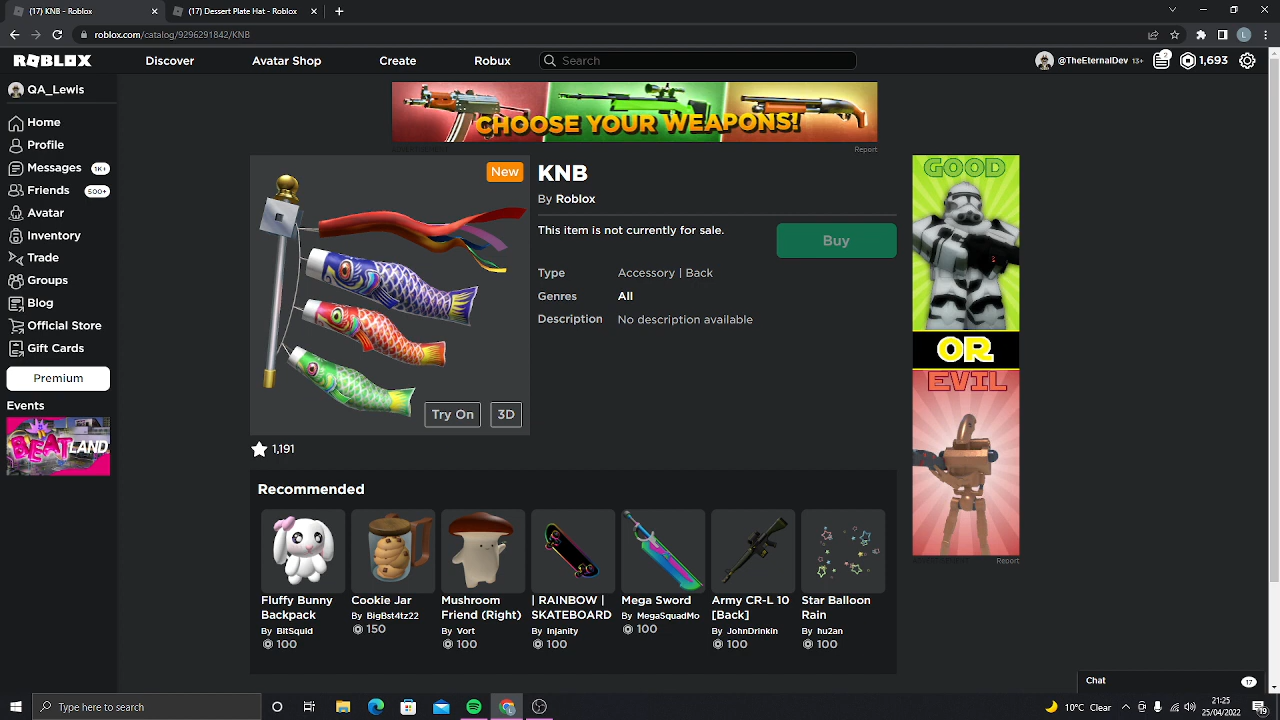 (17) KNB - Roblox
(17) Desert Plate Hat - Roblox
roblox.com/catalog/9296291842/KNB
L
ROBLOX
Discover
Avatar Shop
Create
Robux
Search
@TheEternalDev 13+
1,693
QA_Lewis
Home
Profile
Messages 1K+
Friends 500+
Avatar
Inventory
Trade
Groups
Blog
Official Store
Gift Cards
Premium
Events
BEAT LAND
CHOOSE YOUR WEAPONS!
ADVERTISEMENT
Report
New
Try On
3D
1,191
KNB
By Roblox
This item is not currently for sale.
Buy
Type Accessory | Back
Genres All
Description No description available
GOOD
OR
EVIL
ADVERTISEMENT
Report
Recommended
Fluffy Bunny
Backpack
By BitSquid
100
Cookie Jar
By BigBst4tz22
150
Mushroom
Friend (Right)
By Vort
100
| RAINBOW |
SKATEBOARD
By Injanity
100
Mega Sword
By MegaSquadMo
100
Army CR-L 10
[Back]
By JohnDrinkin
100
Star Balloon
Rain
By hu2an
100
Chat
17
Type here to search
10°C Clear
21:25
25/04/2022